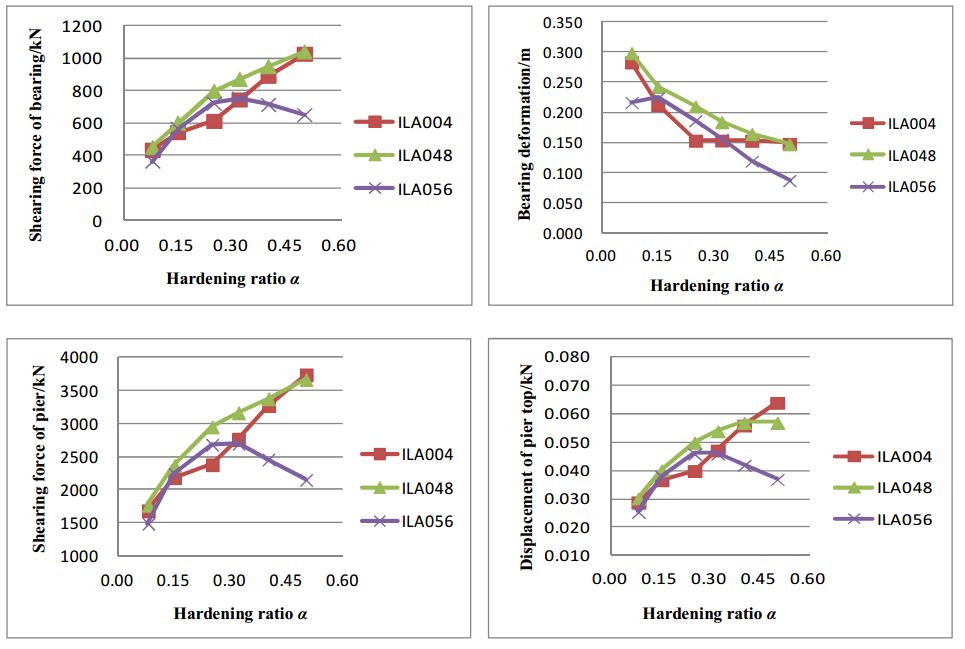 Shearing force of bearing/kN
1200
1000
800
600
400
200
0
0.00 0.15 0.30 0.45 0.60
Hardening ratio α
ILA004
ILA048
ILA056
Bearing deformation/m
0.350
0.300
0.250
0.200
0.150
0.100
0.050
0.000
0.00 0.15 0.30 0.45 0.60
Hardening ratio α
ILA004
ILA048
ILA056
Shearing force of pier/kN
4000
3500
3000
2500
2000
1500
1000
0.00 0.15 0.30 0.45 0.60
Hardening ratio α
ILA004
ILA048
ILA056
Displacement of pier top/kN
0.080
0.070
0.060
0.050
0.040
0.030
0.020
0.010
0.00 0.15 0.30 0.45 0.60
Hardening ratio α
ILA004
ILA048
ILA056